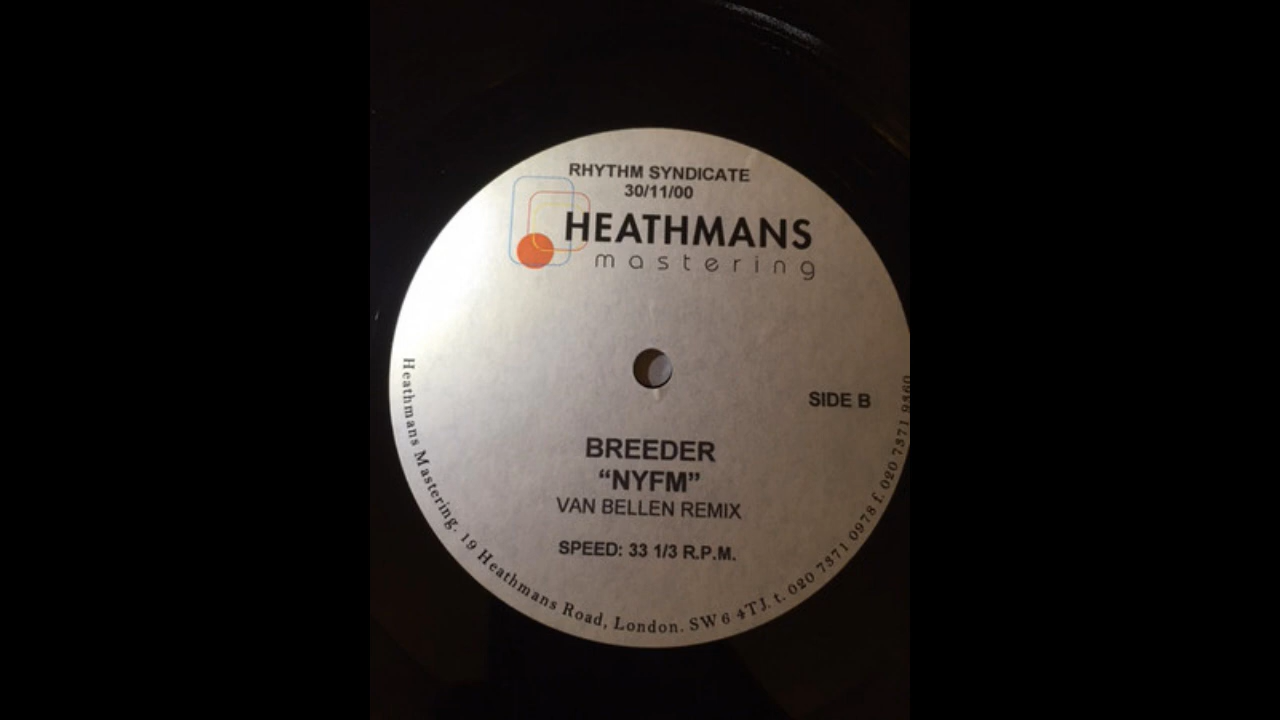 RHYTHM SYNDICATE
30/11/00
HEATHMANS
mastering
SIDE B
BREEDER
“NYFM”
VAN BELLEN REMIX
SPEED: 33 1/3 R.P.M.
Heathmans Mastering. 19 Heathmans Road, London. SW6 4TJ. t. 020 7371 0978 f. 020 7371 9360